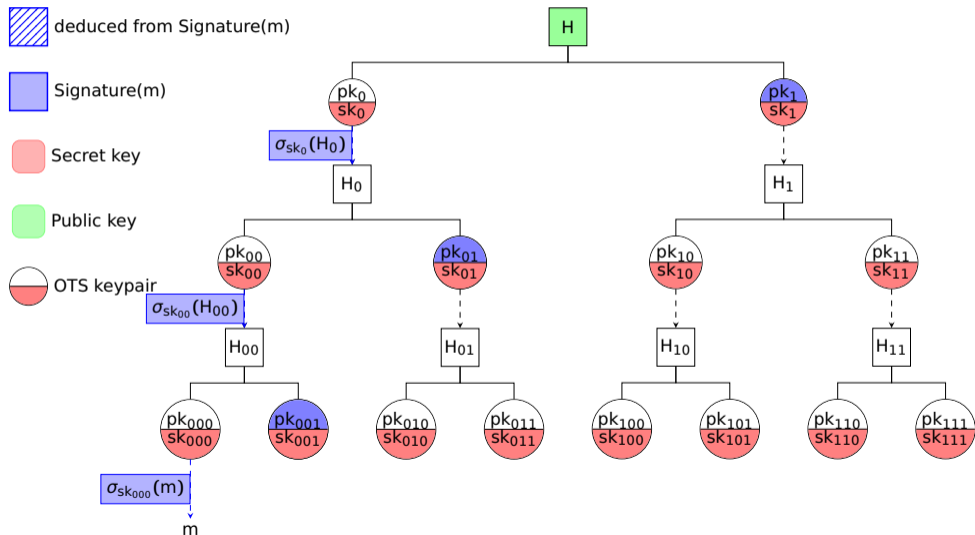 deduced from Signature(m)
H
Signature(m)
pk₀
sk₀
pk₁
sk₁
σsk₀(H₀)
Secret key
H₀
H₁
Public key
pk₀₀
sk₀₀
pk₀₁
sk₀₁
pk₁₀
sk₁₀
pk₁₁
sk₁₁
OTS keypair
σsk₀₀(H₀₀)
H₀₀
H₀₁
H₁₀
H₁₁
pk₀₀₀
sk₀₀₀
pk₀₀₁
sk₀₀₁
pk₀₁₀
sk₀₁₀
pk₀₁₁
sk₀₁₁
pk₁₀₀
sk₁₀₀
pk₁₀₁
sk₁₀₁
pk₁₁₀
sk₁₁₀
pk₁₁₁
sk₁₁₁
σsk₀₀₀(m)
m